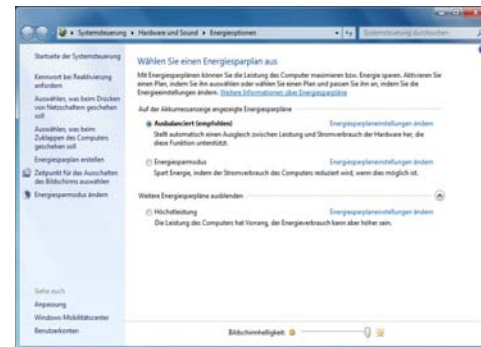 Systemsteuerung ▸ Hardware und Sound ▸ Energieoptionen
Systemsteuerung durchsuchen
Startseite der Systemsteuerung
Kennwort bei Reaktivierung
anfordern
Auswählen, was beim Drücken
von Netzschaltern geschehen
soll
Auswählen, was beim
Zuklappen des Computers
geschehen soll
Energiesparplan erstellen
Zeitpunkt für das Ausschalten
des Bildschirms auswählen
Energiesparmodus ändern
Siehe auch
Anpassung
Windows-Mobilitätscenter
Benutzerkonten
Wählen Sie einen Energiesparplan aus
Mit Energiesparplänen können Sie die Leistung des Computer maximieren bzw. Energie sparen. Aktivieren Sie
einen Plan, indem Sie ihn auswählen oder wählen Sie einen Plan und passen Sie ihn an, indem Sie die
Energieeinstellungen ändern. Weitere Informationen über Energiesparpläne
Auf der Akkumessanzeige angezeigte Energiesparpläne
Ausbalanciert (empfohlen) Energiesparplaneinstellungen ändern
Stellt automatisch einen Ausgleich zwischen Leistung und Stromverbrauch der Hardware her, die
diese Funktion unterstützt.
Energiesparmodus Energiesparplaneinstellungen ändern
Spart Energie, indem der Stromverbrauch des Computers reduziert wird, wenn dies möglich ist.
Weitere Energiesparpläne ausblenden
Höchstleistung Energiesparplaneinstellungen ändern
Die Leistung des Computers hat Vorrang, der Energieverbrauch kann aber höher sein.
Bildschirmhelligkeit: